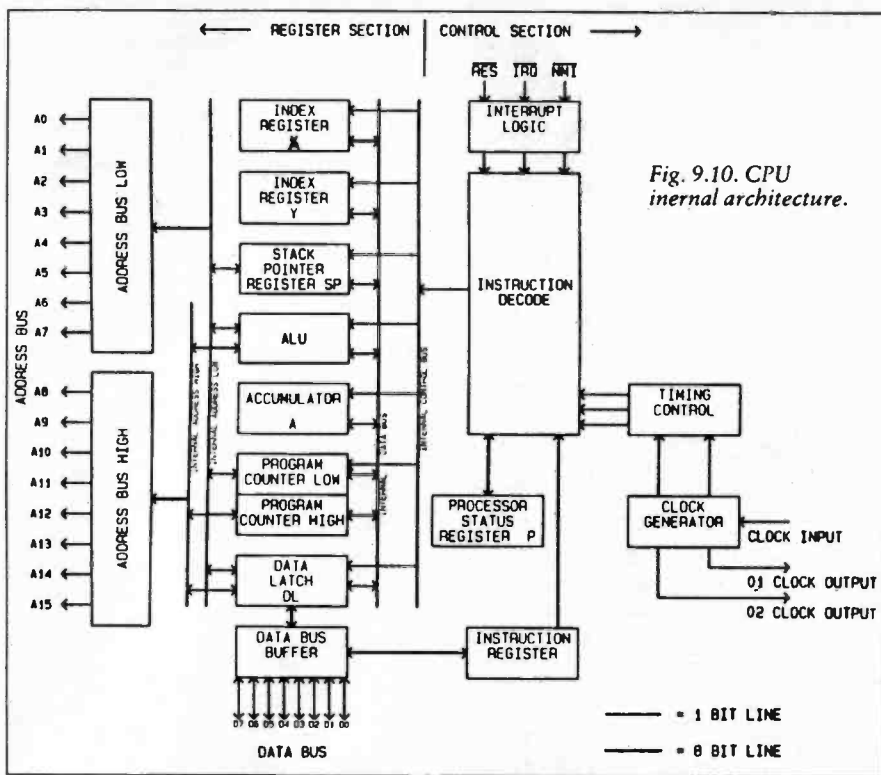 REGISTER SECTION
CONTROL SECTION
RES IRQ NMI
INTERRUPT
LOGIC
Fig. 9.10. CPU
inernal architecture.
ADDRESS BUS
A0
A1
A2
A3
A4
A5
A6
A7
A8
A9
A10
A11
A12
A13
A14
A15
ADDRESS BUS LOW
ADDRESS BUS HIGH
INTERNAL ADDRESS HIGH
INTERNAL ADDRESS LOW
INDEX
REGISTER
X
INDEX
REGISTER
Y
STACK
POINTER
REGISTER SP
ALU
ACCUMULATOR
A
PROGRAM
COUNTER LOW
PROGRAM
COUNTER HIGH
DATA
LATCH
DL
DATA BUS
BUFFER
D7 D6 D5 D4 D3 D2 D1 D0
DATA BUS
INTERNAL DATA BUS
INTERNAL CONTROL BUS
INSTRUCTION
DECODE
PROCESSOR
STATUS
REGISTER P
INSTRUCTION
REGISTER
TIMING
CONTROL
CLOCK
GENERATOR
CLOCK INPUT
O1 CLOCK OUTPUT
O2 CLOCK OUTPUT
= 1 BIT LINE
= 8 BIT LINE